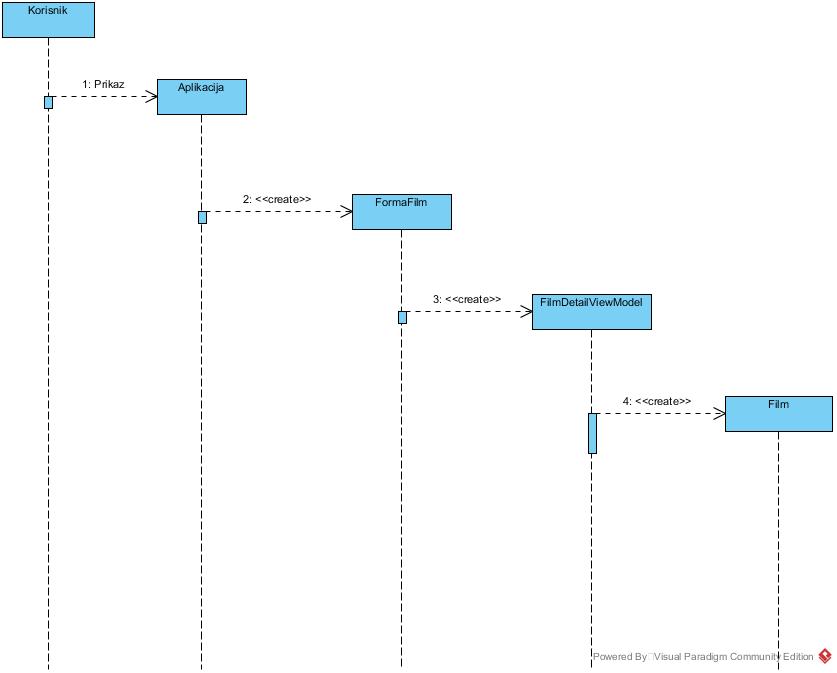 Korisnik
1: Prikaz
Aplikacija
2: <<create>>
FormaFilm
3: <<create>>
FilmDetailViewModel
4: <<create>>
Film
Powered By Visual Paradigm Community Edition